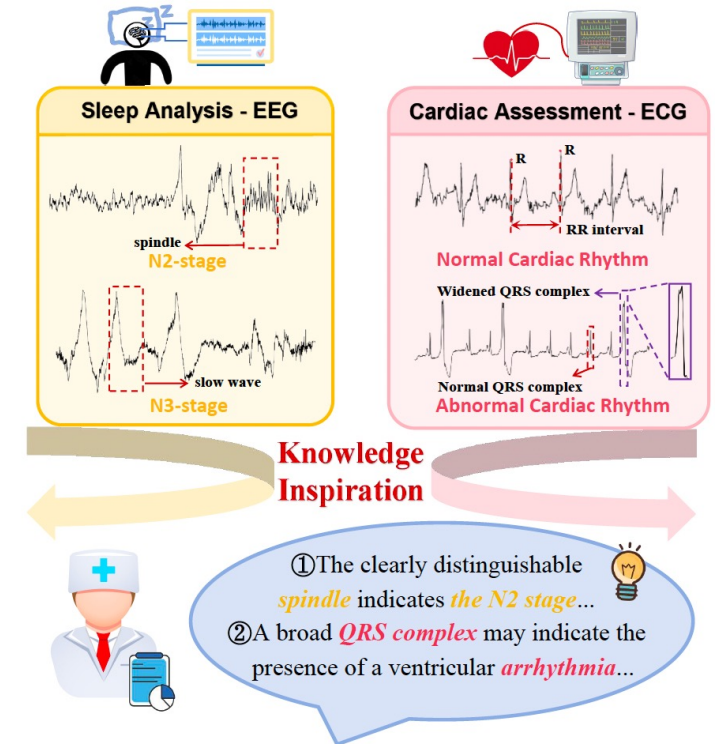 Sleep Analysis - EEG
spindle
N2-stage
slow wave
N3-stage
Cardiac Assessment - ECG
R
R
RR interval
Normal Cardiac Rhythm
Widened QRS complex
Normal QRS complex
Abnormal Cardiac Rhythm
Knowledge
Inspiration
①The clearly distinguishable
spindle indicates the N2 stage...
②A broad QRS complex may indicate the
presence of a ventricular arrhythmia...